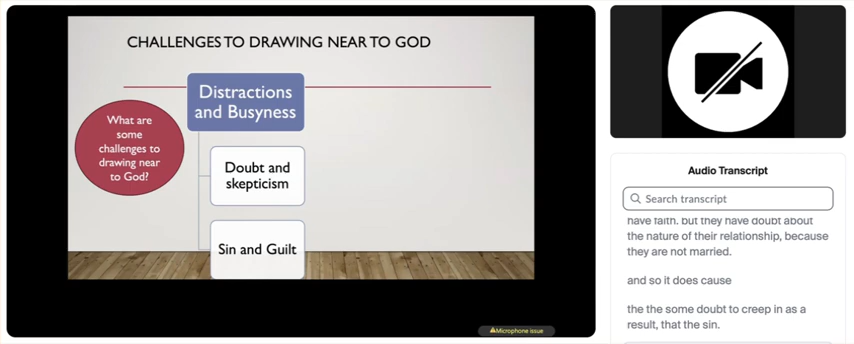 CHALLENGES TO DRAWING NEAR TO GOD
What are
some
challenges to
drawing near
to God?
Distractions
and Busyness
Doubt and
skepticism
Sin and Guilt
Microphone issue
Audio Transcript
Search transcript
have faith. but they have doubt about
the nature of their relationship, because
they are not married.
and so it does cause
the the some doubt to creep in as a
result, that the sin.